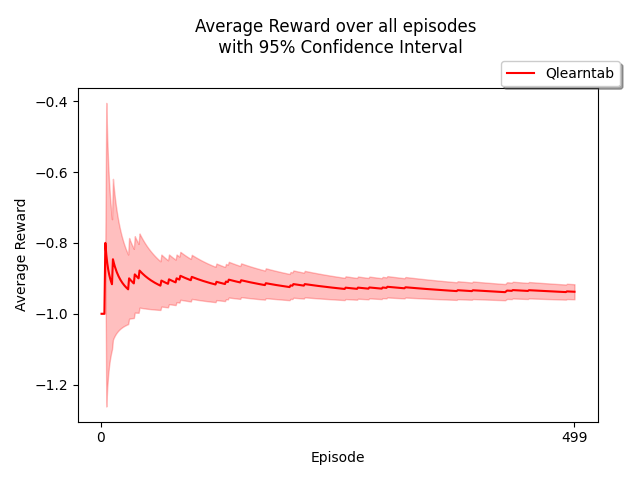 Average Reward over all episodes
with 95% Confidence Interval
Qlearntab
−0.4
−0.6
−0.8
−1.0
−1.2
Average Reward
0
499
Episode